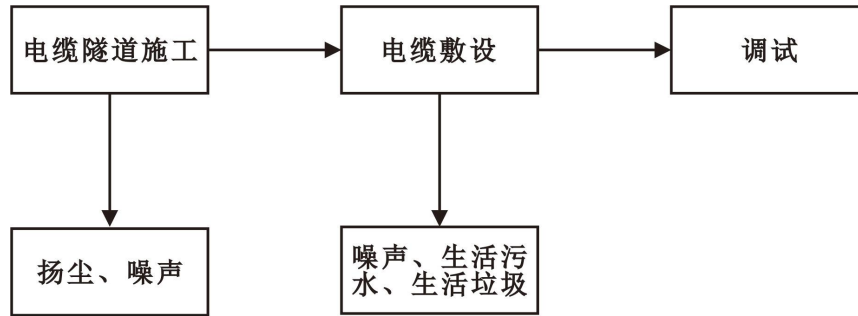 电缆隧道施工
电缆敷设
调试
扬尘、噪声
噪声、生活污
水、生活垃圾